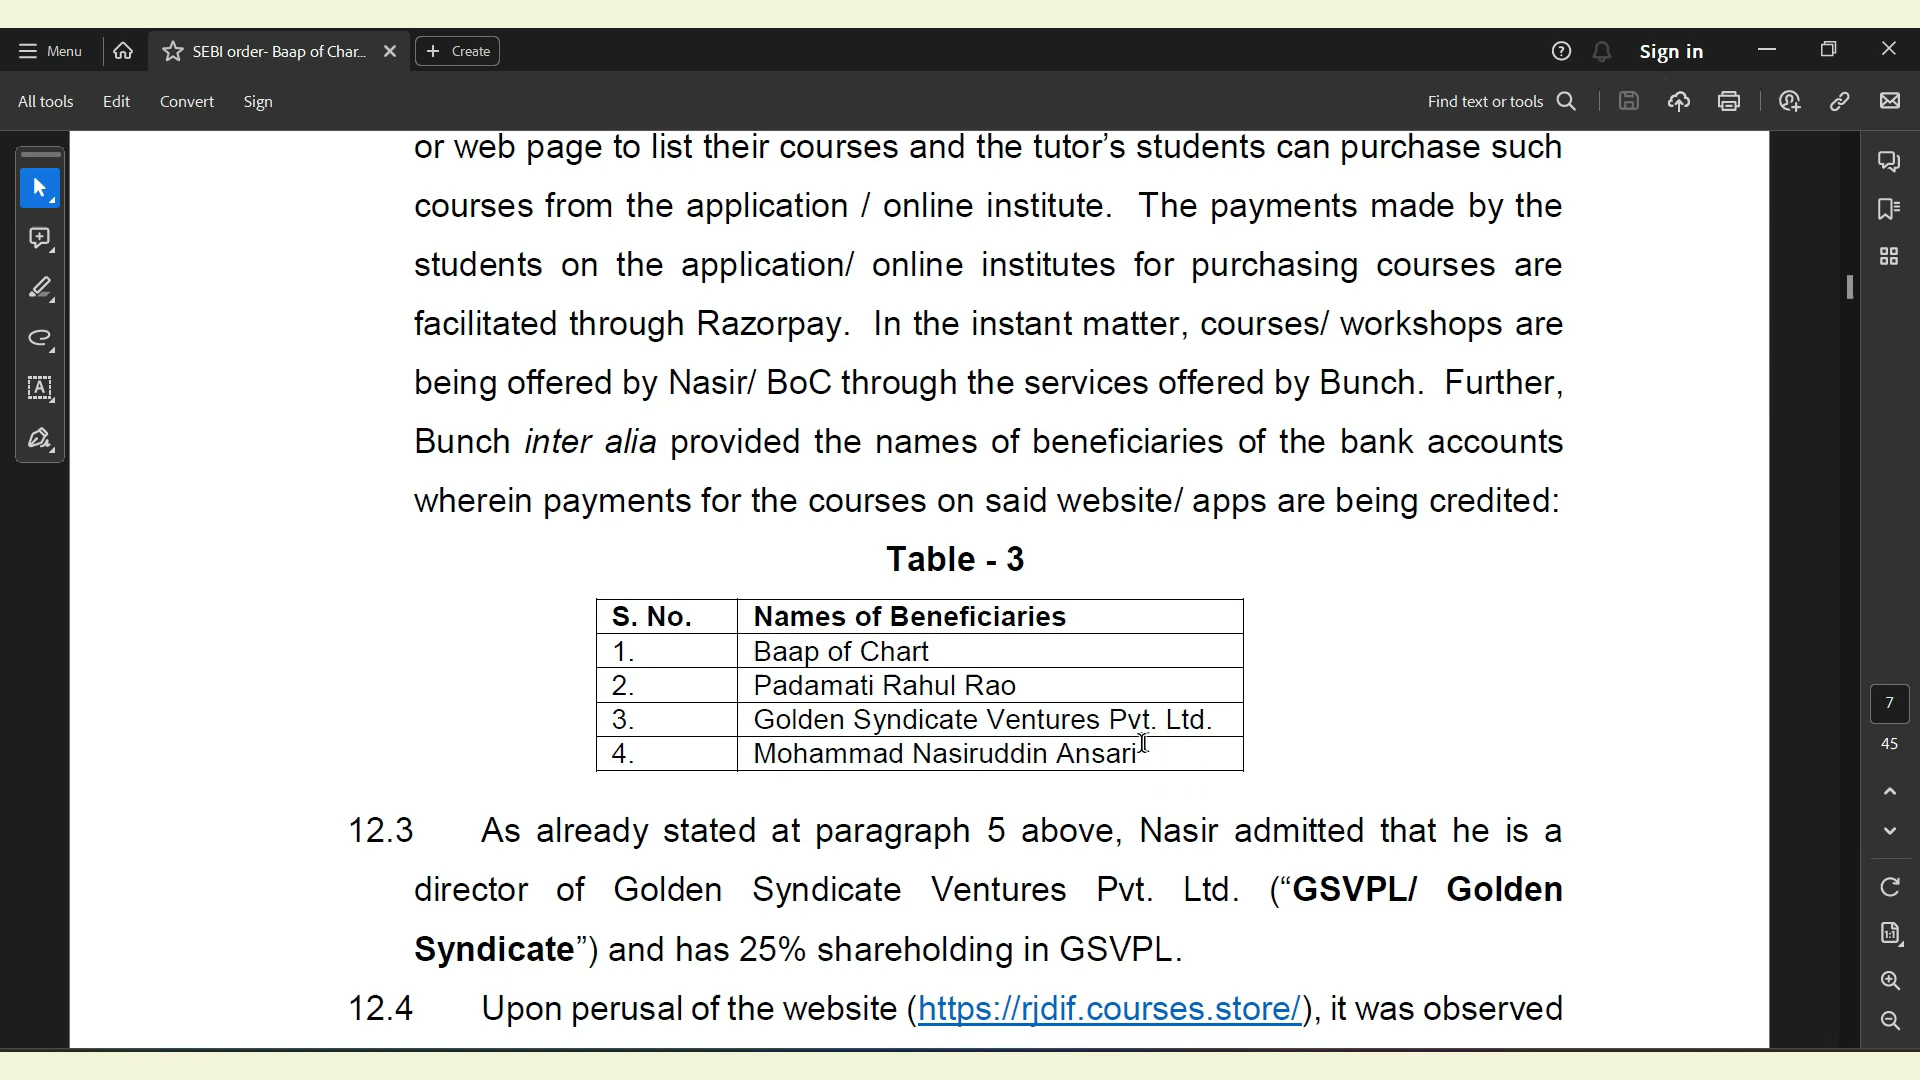 Menu
SEBI order- Baap of Char...
Create
Sign in
All tools
Edit
Convert
Sign
Find text or tools
or web page to list their courses and the tutor’s students can purchase such
courses from the application / online institute. The payments made by the
students on the application/ online institutes for purchasing courses are
facilitated through Razorpay. In the instant matter, courses/ workshops are
being offered by Nasir/ BoC through the services offered by Bunch. Further,
Bunch inter alia provided the names of beneficiaries of the bank accounts
wherein payments for the courses on said website/ apps are being credited:
Table - 3
S. No. Names of Beneficiaries
1. Baap of Chart
2. Padamati Rahul Rao
3. Golden Syndicate Ventures Pvt. Ltd.
4. Mohammad Nasiruddin Ansari
12.3 As already stated at paragraph 5 above, Nasir admitted that he is a
director of Golden Syndicate Ventures Pvt. Ltd. (“GSVPL/ Golden
Syndicate”) and has 25% shareholding in GSVPL.
12.4 Upon perusal of the website (https://rjdif.courses.store/), it was observed
7
45